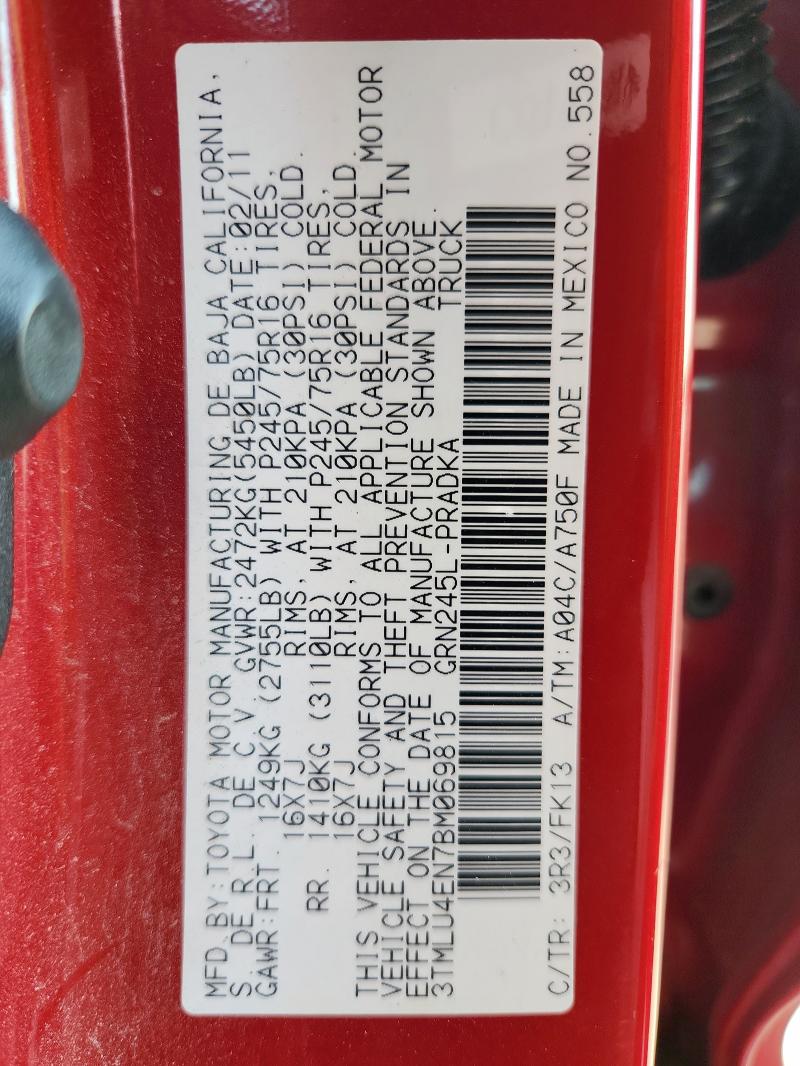 MFD. BY: TOYOTA MOTOR MANUFACTURING DE BAJA CALIFORNIA,
S. DE R.L. DE C.V. GVWR:2472KG(5450LB) DATE:02/11
GAWR:FRT. 1249KG (2755LB) WITH P245/75R16 TIRES,
16X7J RIMS, AT 210KPA (30PSI) COLD.
RR. 1410KG (3110LB) WITH P245/75R16 TIRES,
16X7J RIMS, AT 210KPA (30PSI) COLD.
THIS VEHICLE CONFORMS TO ALL APPLICABLE FEDERAL MOTOR
VEHICLE SAFETY AND THEFT PREVENTION STANDARDS IN
EFFECT ON THE DATE OF MANUFACTURE SHOWN ABOVE.
3TMLU4EN7BM069815 GRN245L-PRADKA TRUCK
C/TR: 3R3/FK13 A/TM:A04C/A750F MADE IN MEXICO NO.558